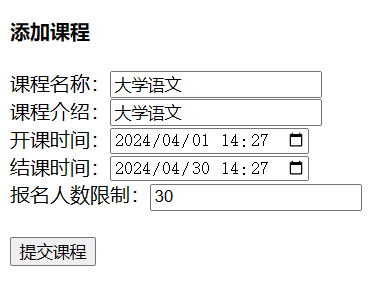 添加课程
课程名称：大学语文
课程介绍：大学语文
开课时间：2024/04/01 14:27
结课时间：2024/04/30 14:27
报名人数限制：30
提交课程